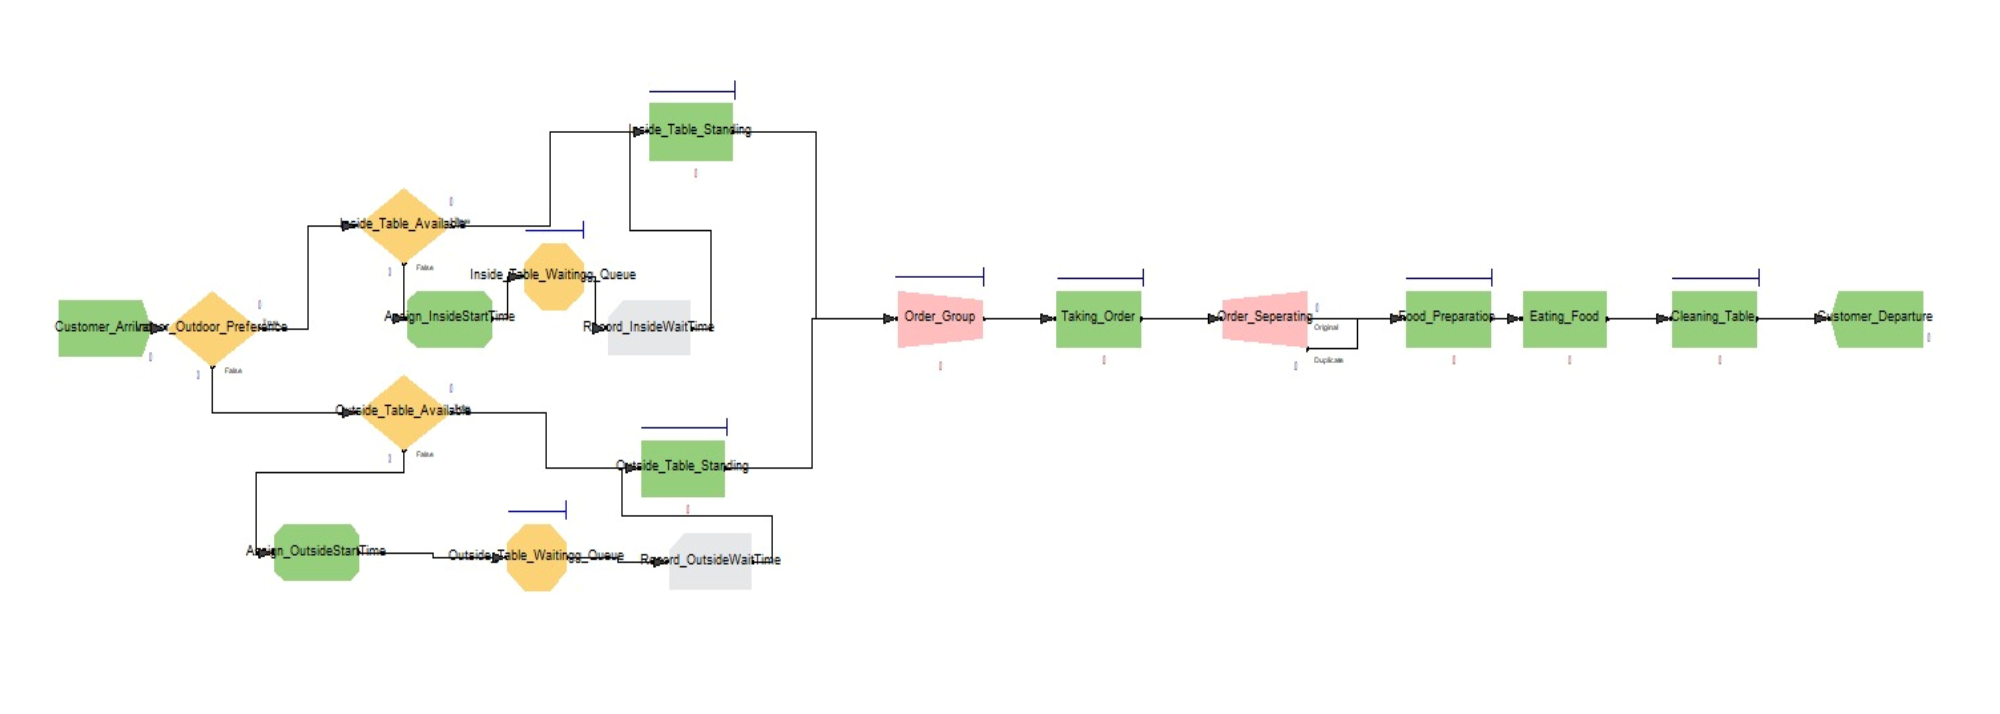 Inside_Table_Standing
Inside_Table_Available
False
Inside_Table_Waitingg_Queue
Assign_InsideStartTime
Record_InsideWaitTime
Customer_Arrival
Indoor_Outdoor_Preference
False
Order_Group
Taking_Order
Order_Seperating
Original
Duplicate
Food_Preparation
Eating_Food
Cleaning_Table
Customer_Departure
Outside_Table_Available
False
Outside_Table_Standing
Assign_OutsideStartTime
Outside_Table_Waitingg_Queue
Record_OutsideWaitTime